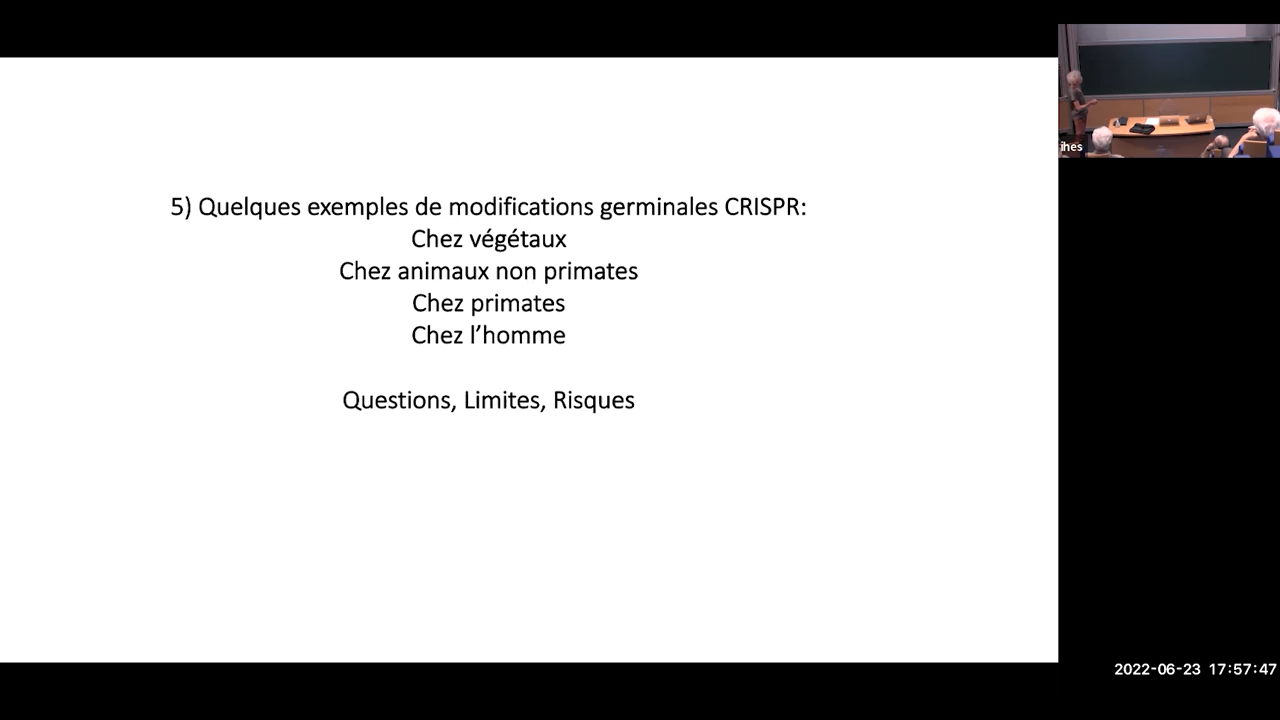 5) Quelques exemples de modifications germinales CRISPR:
Chez végétaux
Chez animaux non primates
Chez primates
Chez l’homme
Questions, Limites, Risques
ihes
2022-06-23 17:57:47